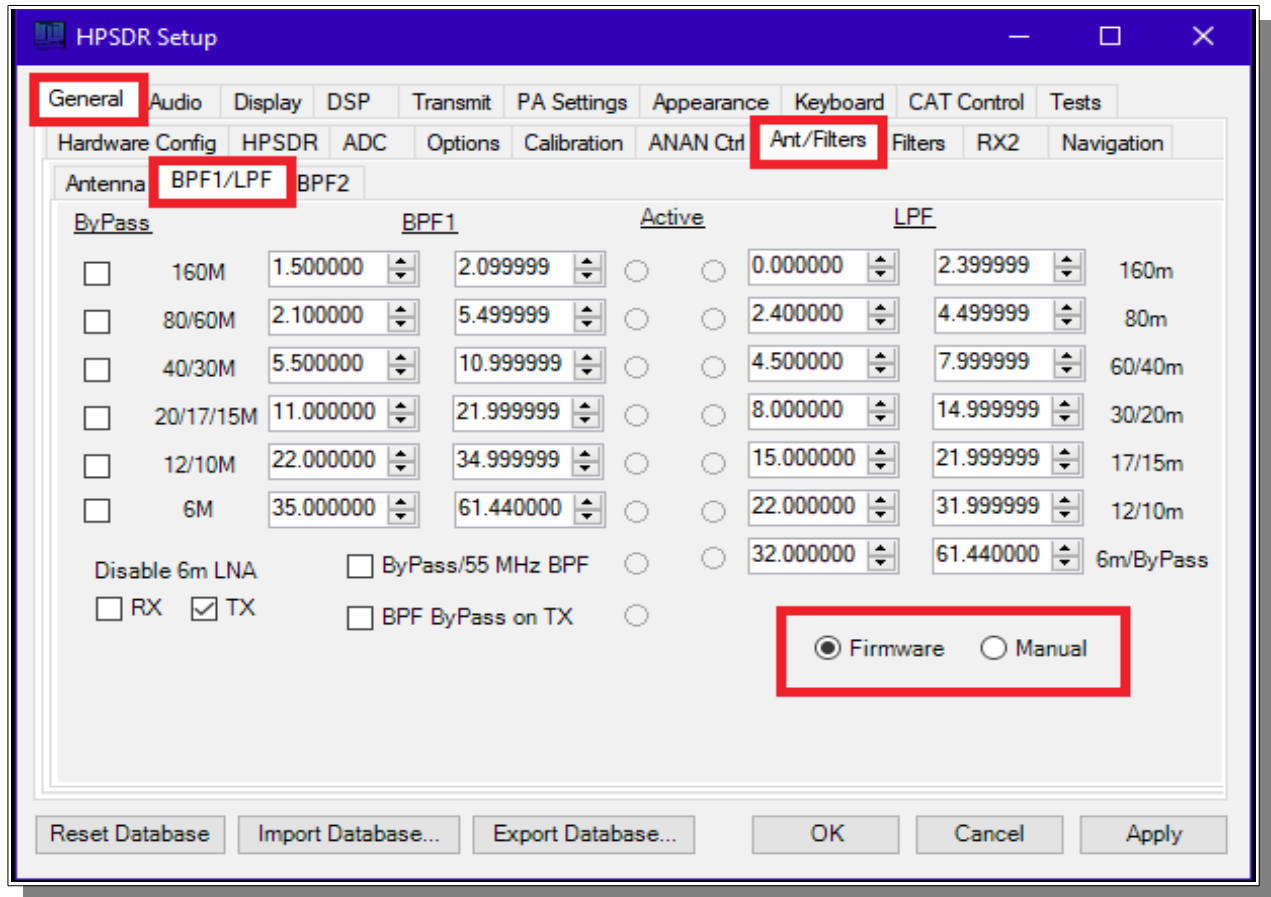 HPSDR Setup
General Audio Display DSP Transmit PA Settings Appearance Keyboard CAT Control Tests
Hardware Config HPSDR ADC Options Calibration ANAN Ctrl Ant/Filters Filters RX2 Navigation
Antenna BPF1/LPF BPF2
ByPass BPF1 Active LPF
160M 1.500000 2.099999 0.000000 2.399999 160m
80/60M 2.100000 5.499999 2.400000 4.499999 80m
40/30M 5.500000 10.999999 4.500000 7.999999 60/40m
20/17/15M 11.000000 21.999999 8.000000 14.999999 30/20m
12/10M 22.000000 34.999999 15.000000 21.999999 17/15m
6M 35.000000 61.440000 22.000000 31.999999 12/10m
Disable 6m LNA ByPass/55 MHz BPF 32.000000 61.440000 6m/ByPass
RX TX BPF ByPass on TX
Firmware Manual
Reset Database Import Database... Export Database... OK Cancel Apply